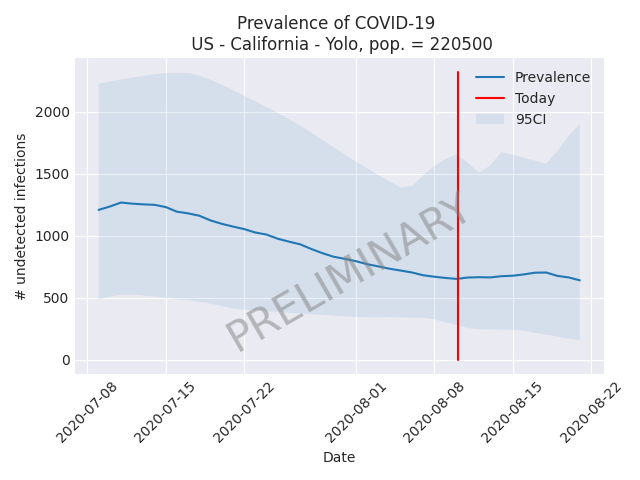 Prevalence of COVID-19
US - California - Yolo, pop. = 220500
Prevalence
Today
95CI
# undetected infections
2000
1500
1000
500
0
PRELIMINARY
2020-07-08
2020-07-15
2020-07-22
2020-08-01
2020-08-08
2020-08-15
2020-08-22
Date